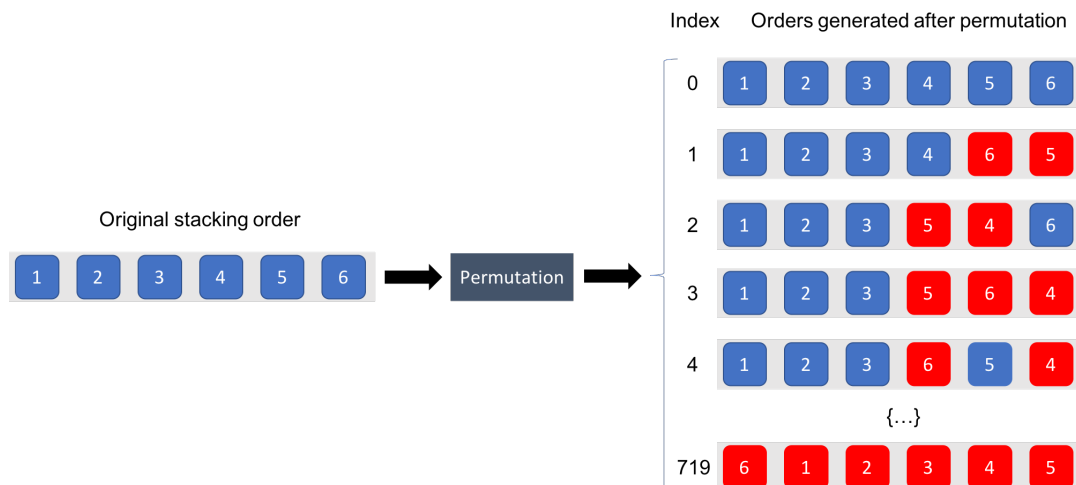 Index Orders generated after permutation
0 1 2 3 4 5 6
1 1 2 3 4 6 5
Original stacking order
2 1 2 3 5 4 6
1 2 3 4 5 6
Permutation
3 1 2 3 5 6 4
4 1 2 3 6 5 4
{...}
719 6 1 2 3 4 5